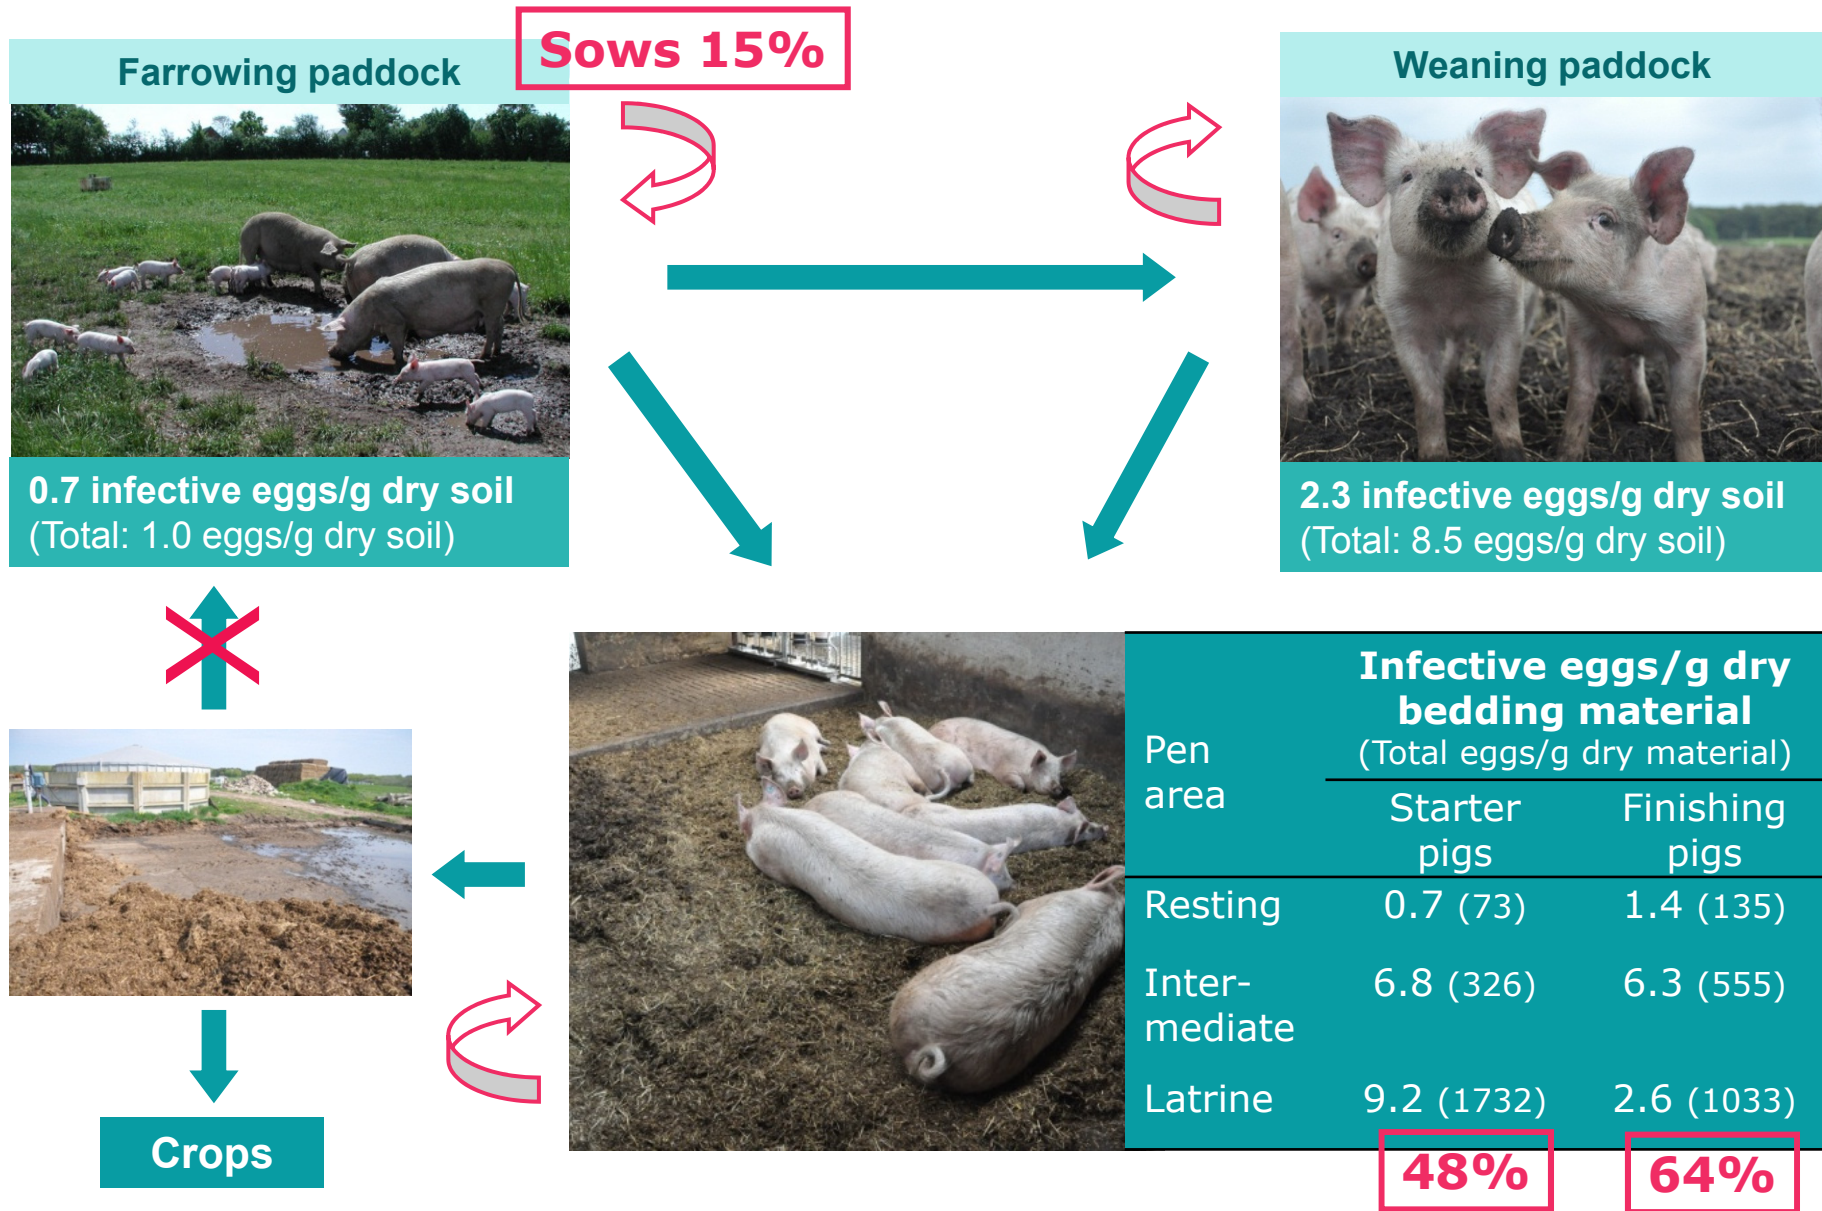 Sows 15%
Farrowing paddock
Weaning paddock
0.7 infective eggs/g dry soil
(Total: 1.0 eggs/g dry soil)
2.3 infective eggs/g dry soil
(Total: 8.5 eggs/g dry soil)
Pen
area
Infective eggs/g dry
bedding material
(Total eggs/g dry material)
Starter
pigs
Finishing
pigs
Resting 0.7 (73) 1.4 (135)
Inter-
mediate
6.8 (326) 6.3 (555)
Latrine 9.2 (1732) 2.6 (1033)
48% 64%
Crops